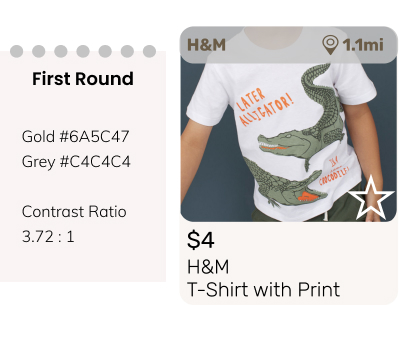 First Round
Gold #6A5C47
Grey #C4C4C4
Contrast Ratio
3.72 : 1
H&M
1.1mi
LATER
ALLIGATOR!
CROCODILE!
$4
H&M
T-Shirt with Print